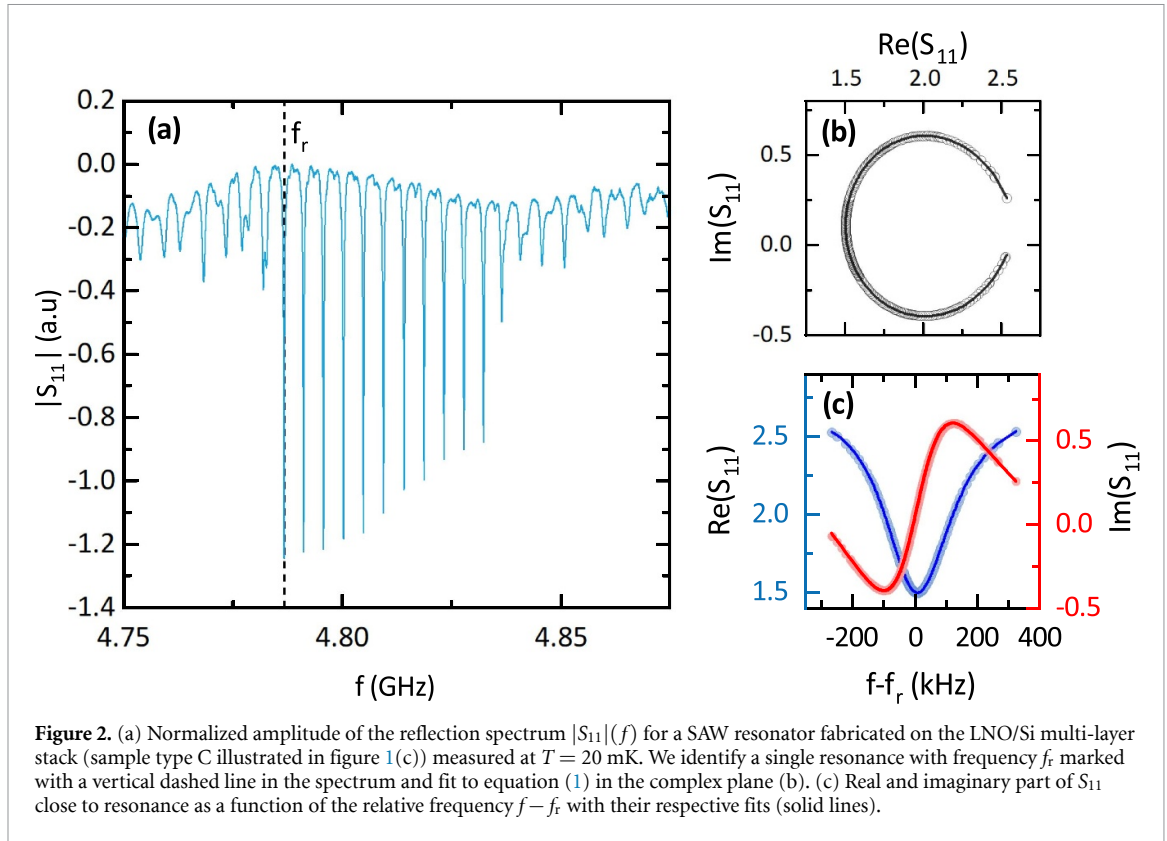 (a)
f_r
0.2
0.0
-0.2
-0.4
-0.6
-0.8
-1.0
-1.2
-1.4
|S_11| (a.u)
4.75 4.80 4.85
f (GHz)
Re(S_11)
1.5 2.0 2.5
(b)
0.5
0.0
-0.5
Im(S_11)
(c)
2.5
2.0
1.5
Re(S_11)
0.5
0.0
-0.5
Im(S_11)
-200 0 200 400
f-f_r (kHz)
Figure 2. (a) Normalized amplitude of the reflection spectrum |S_11|(f) for a SAW resonator fabricated on the LNO/Si multi-layer
stack (sample type C illustrated in figure 1(c)) measured at T = 20 mK. We identify a single resonance with frequency f_r marked
with a vertical dashed line in the spectrum and fit to equation (1) in the complex plane (b). (c) Real and imaginary part of S_11
close to resonance as a function of the relative frequency f − f_r with their respective fits (solid lines).